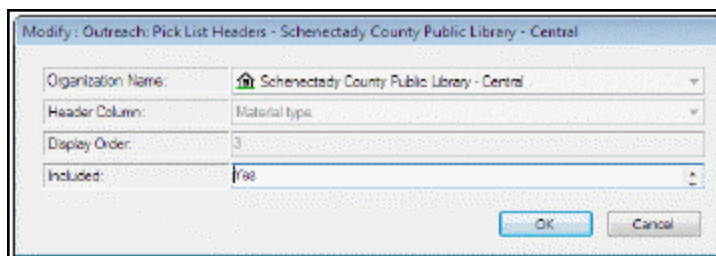 Modify : Outreach: Pick List Headers - Schenectady County Public Library - Central
Organization Name: Schenectady County Public Library - Central
Header Column: Material type
Display Order: 3
Included: Yes
OK Cancel